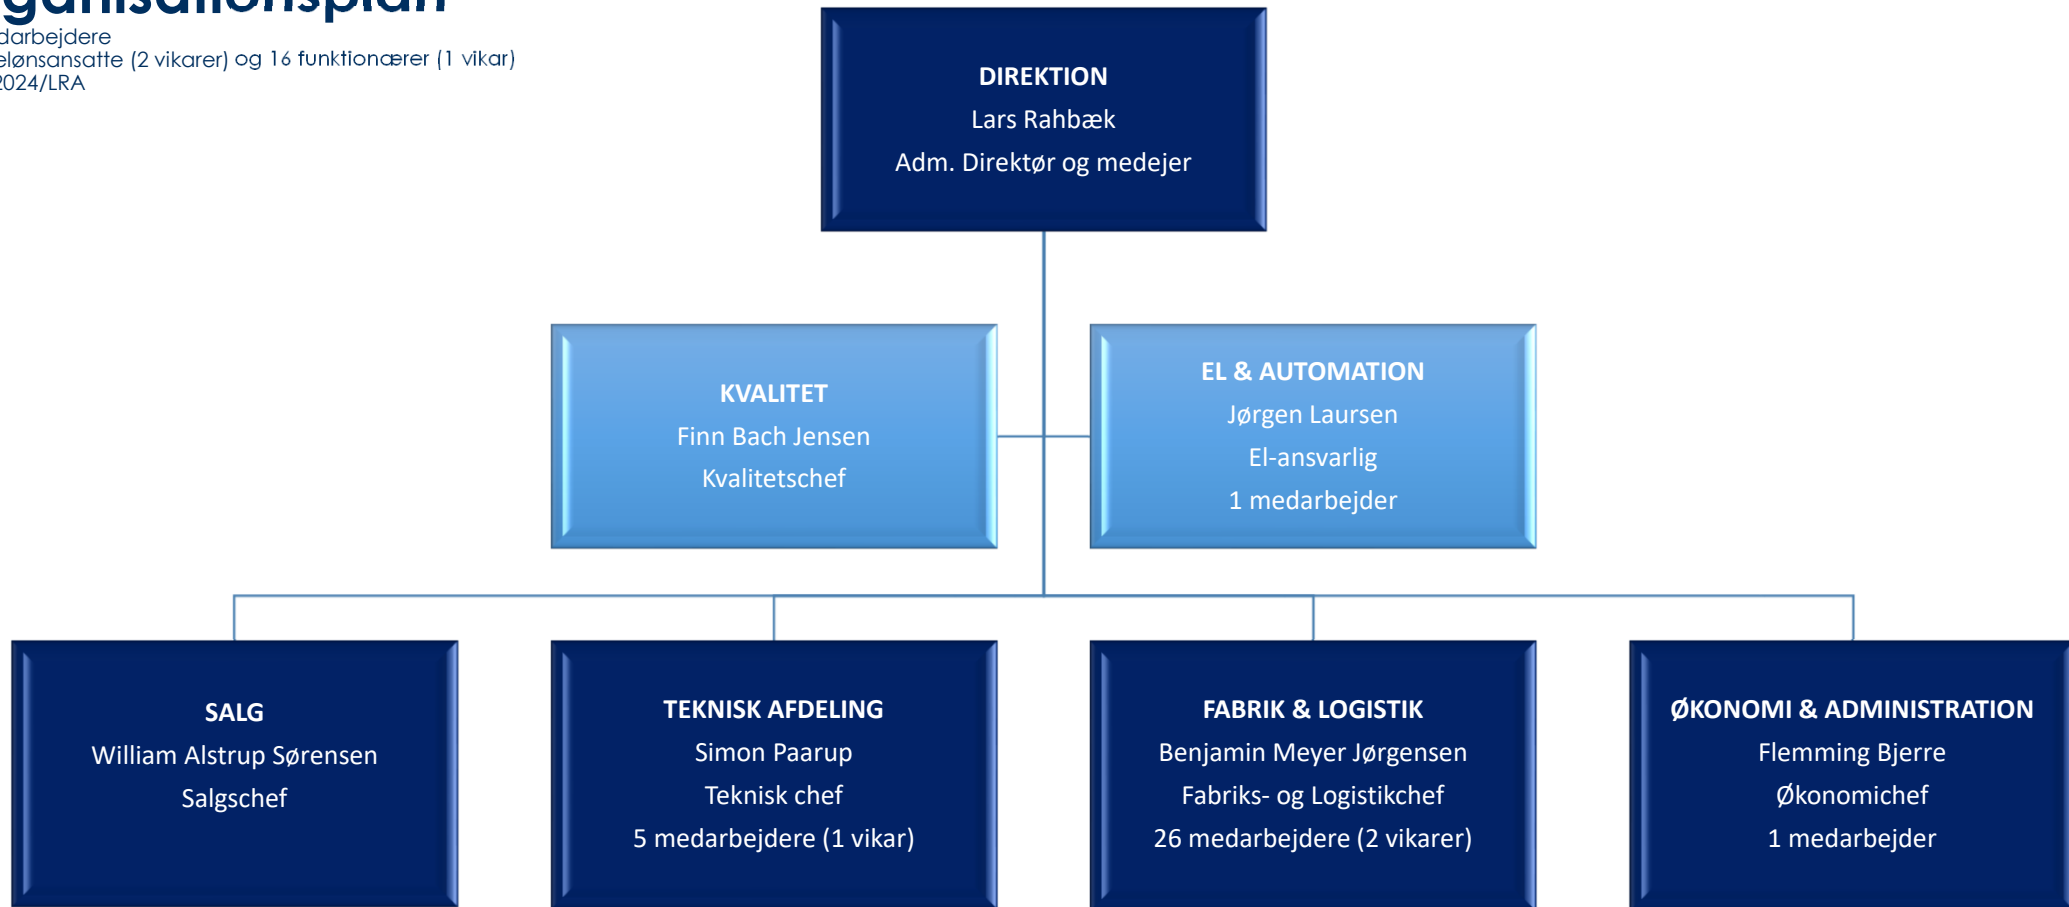 ganisationsplan
darbejdere
elønsansatte (2 vikarer) og 16 funktionærer (1 vikar)
2024/LRA
DIREKTION
Lars Rahbæk
Adm. Direktør og medejer
KVALITET
Finn Bach Jensen
Kvalitetschef
EL & AUTOMATION
Jørgen Laursen
El-ansvarlig
1 medarbejder
SALG
William Alstrup Sørensen
Salgschef
TEKNISK AFDELING
Simon Paarup
Teknisk chef
5 medarbejdere (1 vikar)
FABRIK & LOGISTIK
Benjamin Meyer Jørgensen
Fabriks- og Logistikchef
26 medarbejdere (2 vikarer)
ØKONOMI & ADMINISTRATION
Flemming Bjerre
Økonomichef
1 medarbejder